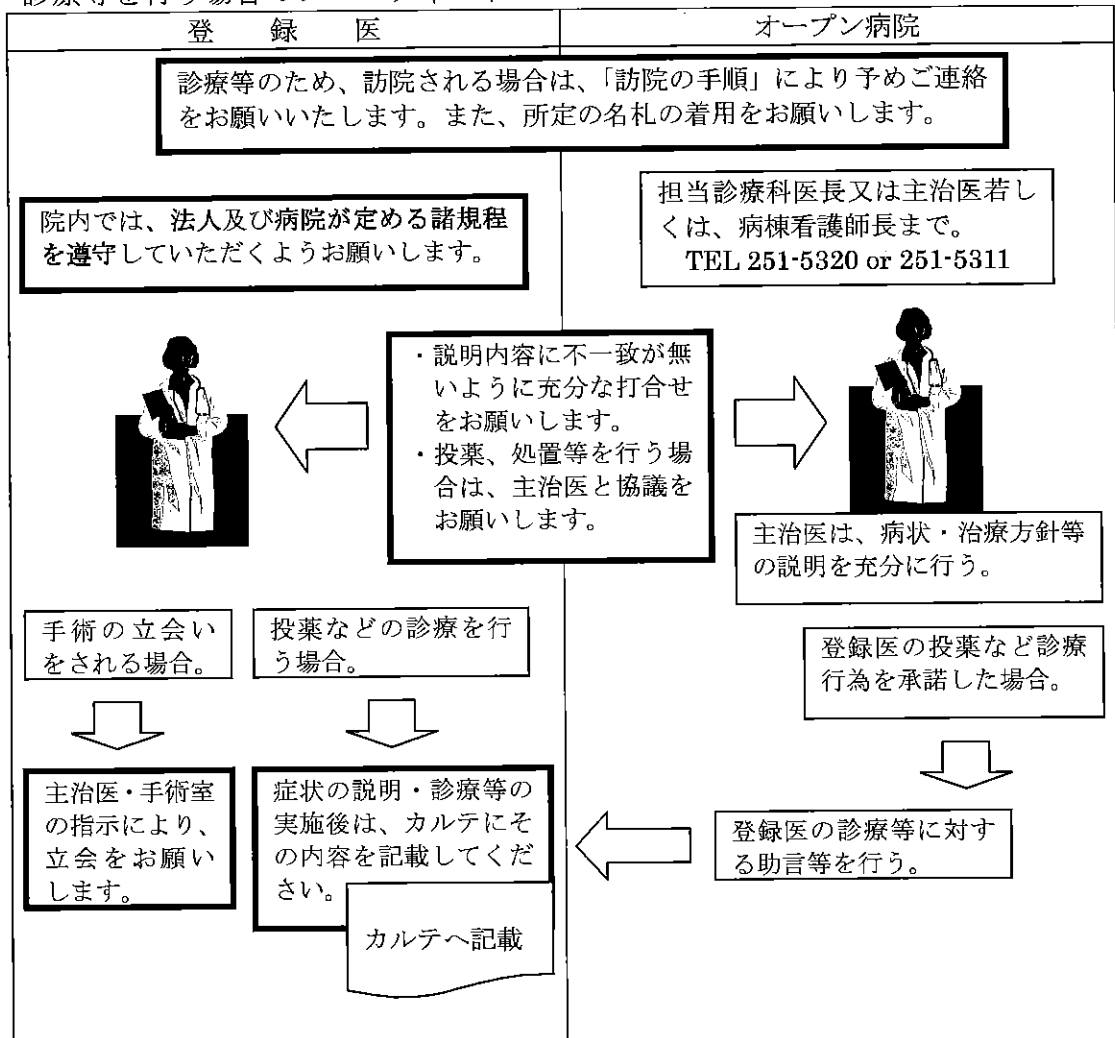 登 録 医
オープン病院
診療等のため、訪院される場合は、「訪院の手順」により予めご連絡
をお願いいたします。また、所定の名札の着用をお願いします。
担当診療科医長又は主治医若し
くは、病棟看護師長まで。
TEL 251-5320 or 251-5311
院内では、法人及び病院が定める諸規程
を遵守していただくようお願いします。
・説明内容に不一致が無
いように充分な打合せ
をお願いします。
・投薬、処置等を行う場
合は、主治医と協議を
お願いします。
主治医は、病状・治療方針等
の説明を充分に行う。
手術の立会い
をされる場合。
投薬などの診療を行
う場合。
登録医の投薬など診療
行為を承諾した場合。
主治医・手術室
の指示により、
立会をお願い
します。
症状の説明・診療等の
実施後は、カルテにそ
の内容を記載してくだ
さい。
カルテへ記載
登録医の診療等に対す
る助言等を行う。